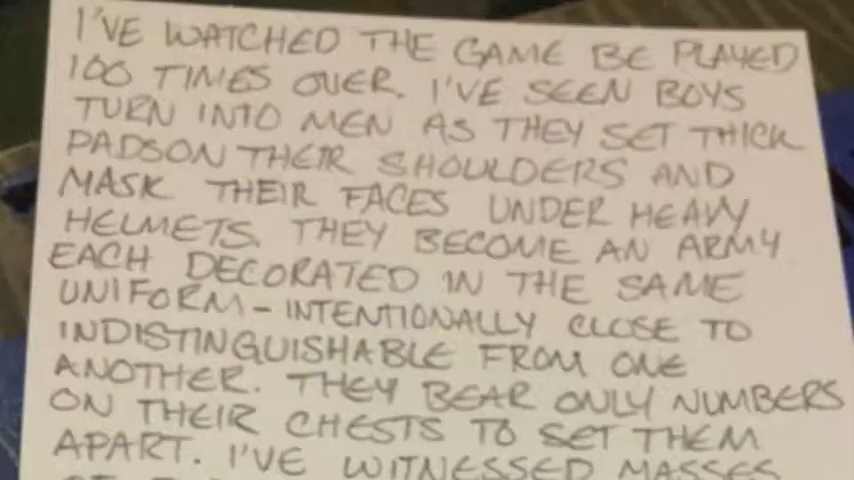 I'VE WATCHED THE GAME BE PLAYED
100 TIMES OVER. I'VE SEEN BOYS
TURN INTO MEN AS THEY SET THICK
PADSON THEIR SHOULDERS AND
MASK THEIR FACES UNDER HEAVY
HELMETS. THEY BECOME AN ARMY
EACH DECORATED IN THE SAME
UNIFORM - INTENTIONALLY CLOSE TO
INDISTINGUISHABLE FROM ONE
ANOTHER. THEY BEAR ONLY NUMBERS
ON THEIR CHESTS TO SET THEM
APART. I'VE WITNESSED MASSES